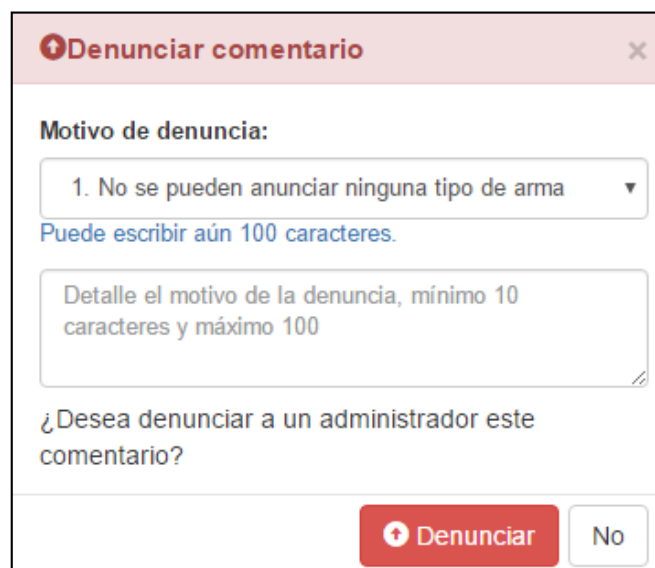 Denunciar comentario ×
Motivo de denuncia:
1. No se pueden anunciar ninguna tipo de arma
Puede escribir aún 100 caracteres.
Detalle el motivo de la denuncia, mínimo 10
caracteres y máximo 100
¿Desea denunciar a un administrador este
comentario?
Denunciar No